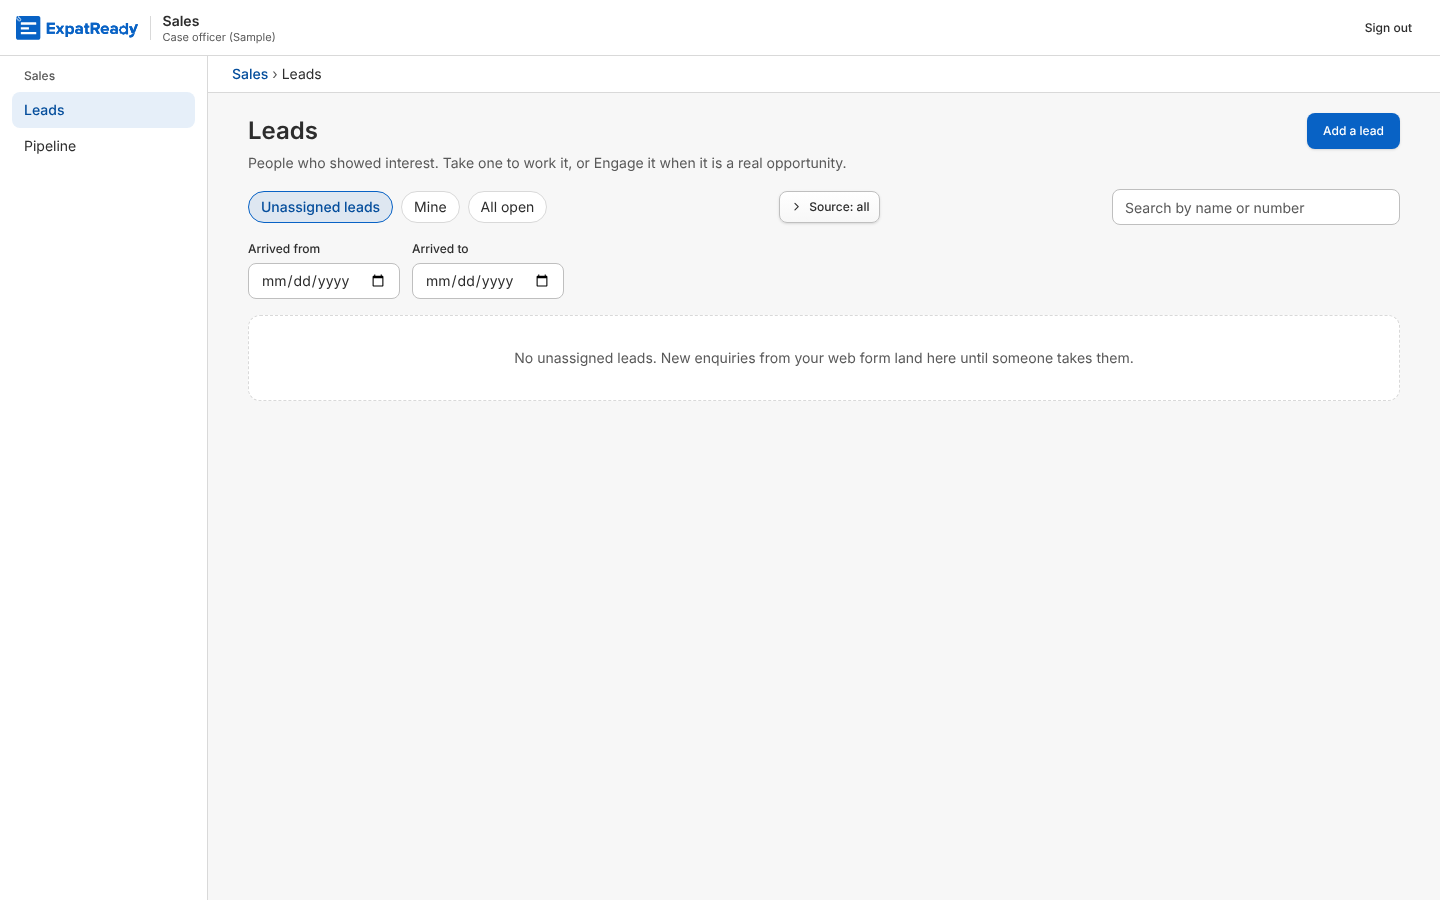 ExpatReady
Sales
Case officer (Sample)
Sign out
Sales
Leads
Pipeline
Sales › Leads
Leads
Add a lead
People who showed interest. Take one to work it, or Engage it when it is a real opportunity.
Unassigned leads
Mine
All open
Source: all
Search by name or number
Arrived from
Arrived to
mm/dd/yyyy
mm/dd/yyyy
No unassigned leads. New enquiries from your web form land here until someone takes them.